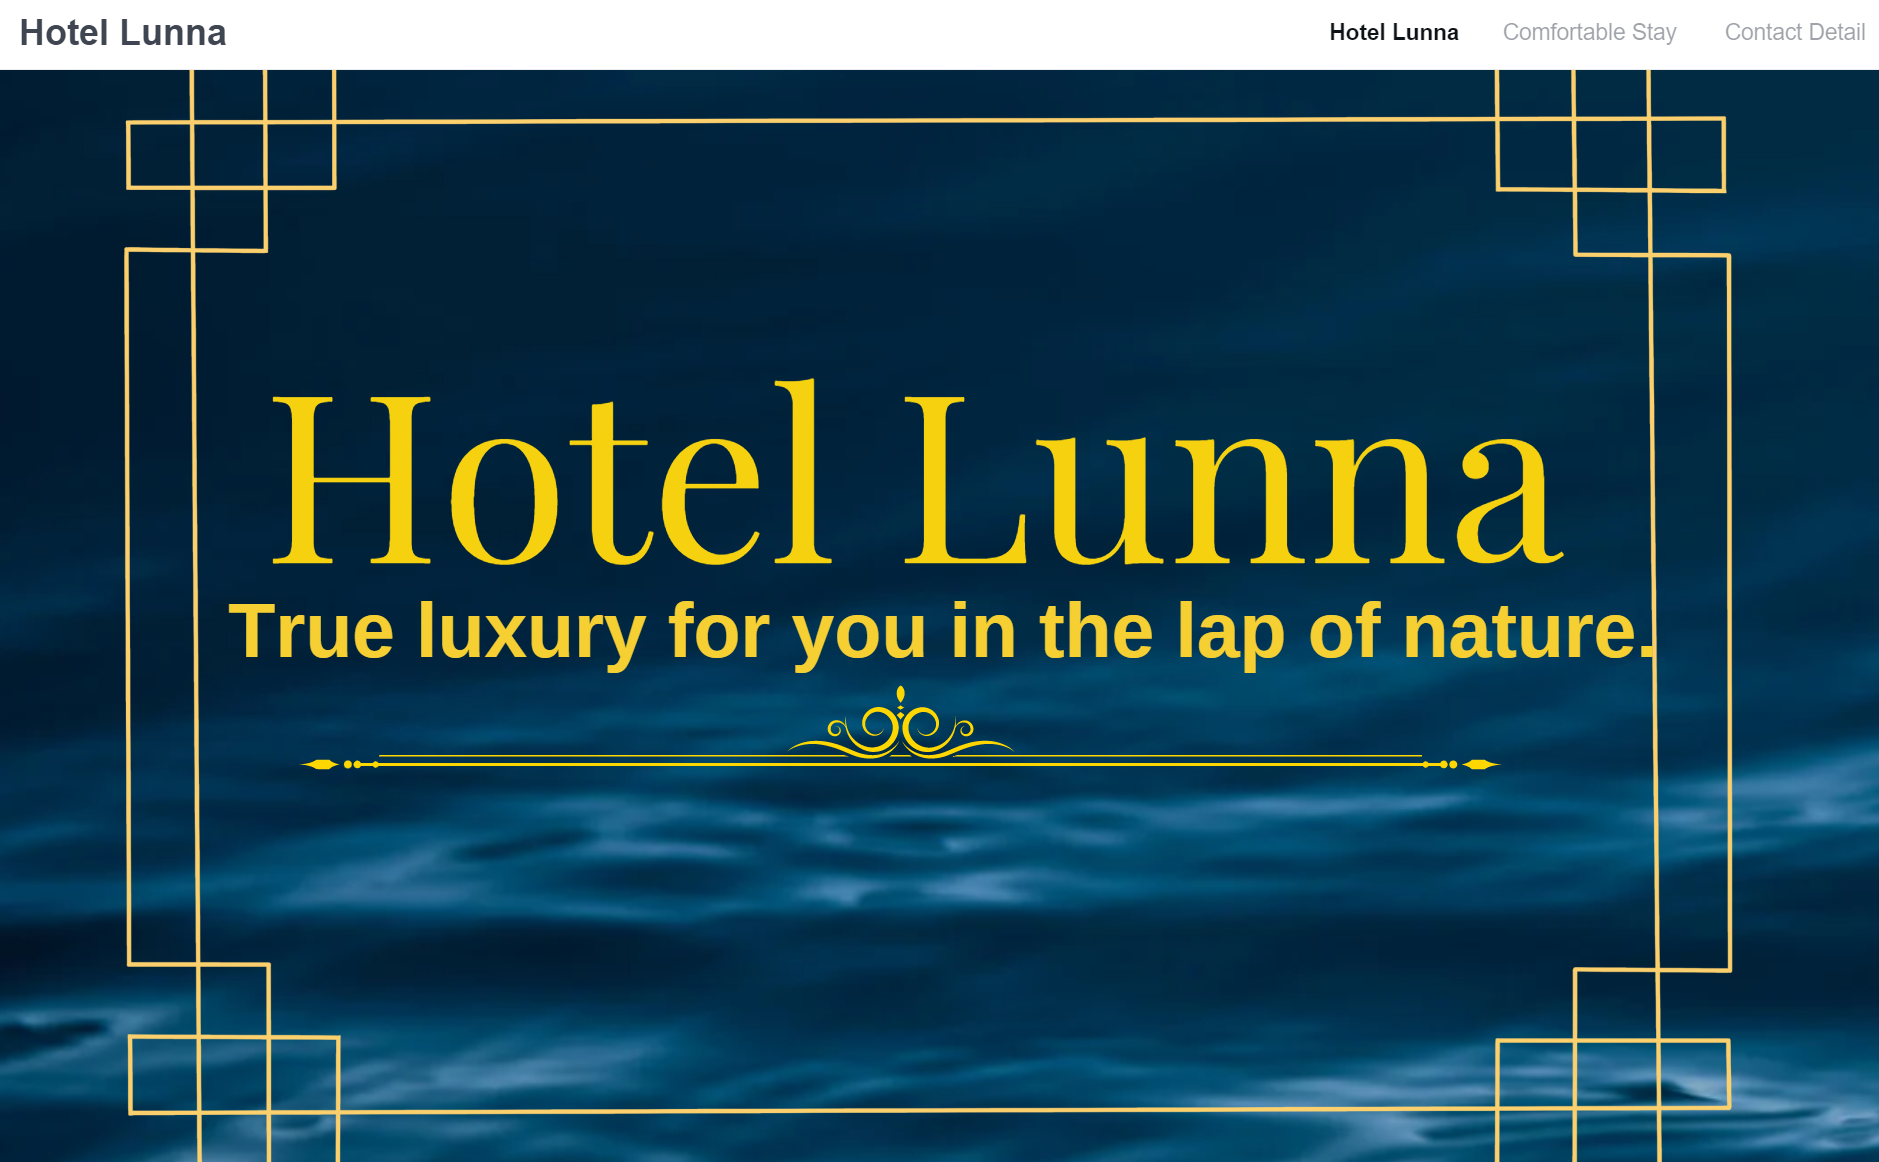 Hotel Lunna
Hotel Lunna Comfortable Stay Contact Detail
Hotel Lunna
True luxury for you in the lap of nature.